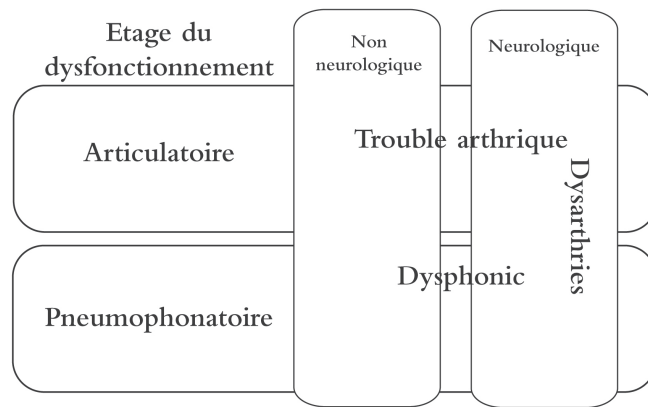 Etage du
dysfonctionnement
Non
neurologique
Neurologique
Articulatoire
Trouble arthrique
Dysarthries
Pneumophonatoire
Dysphonic